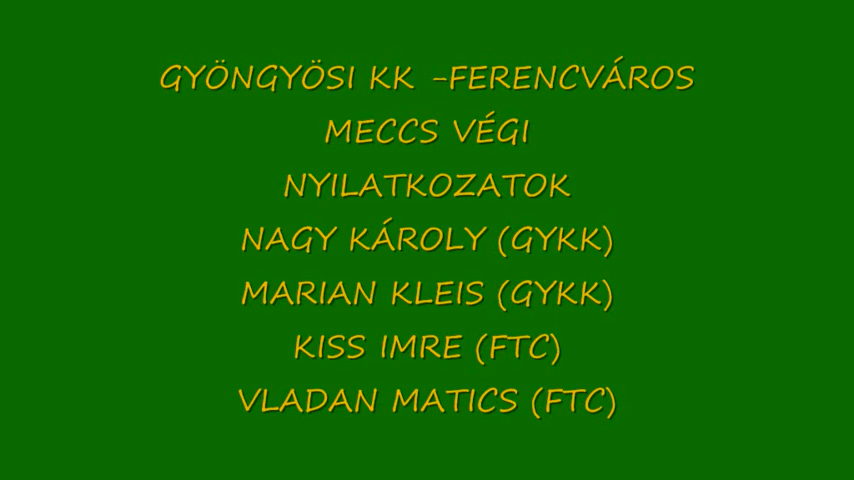 GYÖNGYÖSI KK -FERENCVÁROS
MECCS VÉGI
NYILATKOZATOK
NAGY KÁROLY (GYKK)
MARIAN KLEIS (GYKK)
KISS IMRE (FTC)
VLADAN MATICS (FTC)